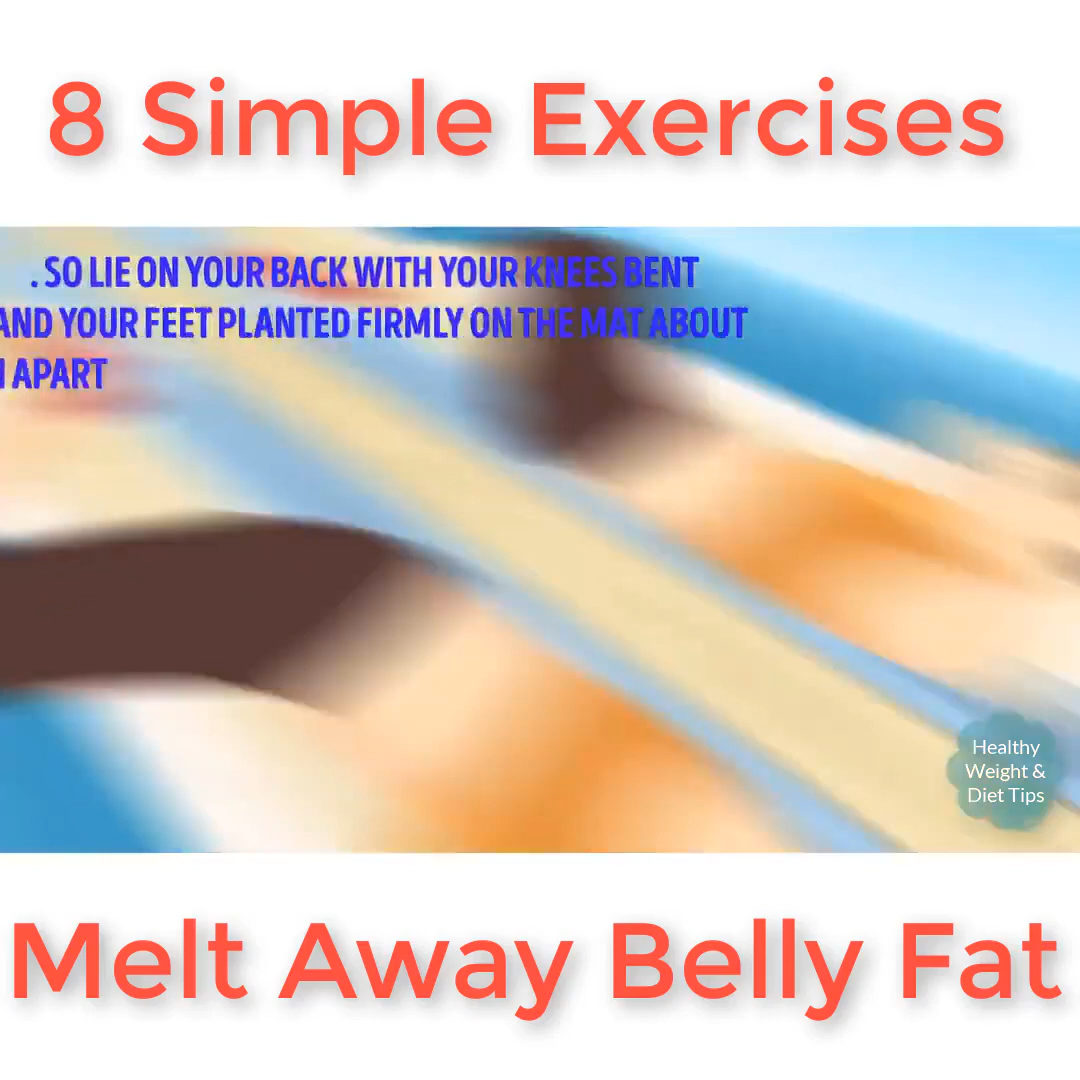 8 Simple Exercises
. SO LIE ON YOUR BACK WITH YOUR KNEES BENT
AND YOUR FEET PLANTED FIRMLY ON THE MAT ABOUT
APART
Healthy
Weight &
Diet Tips
Melt Away Belly Fat